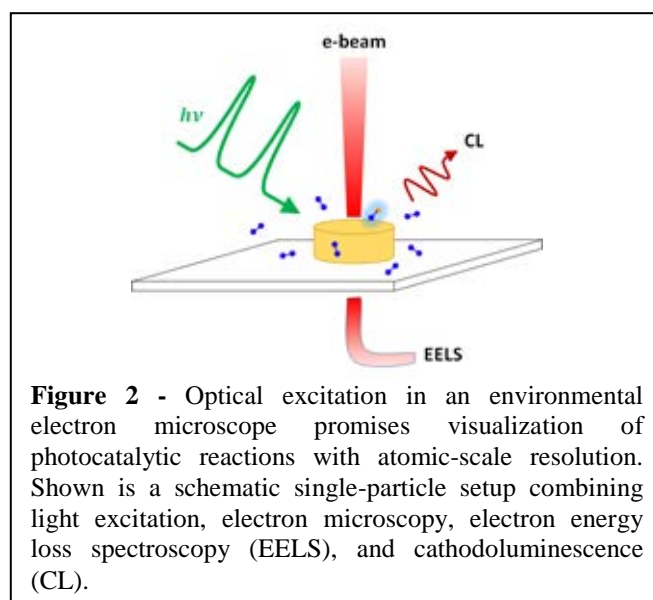 e-beam
hν
CL
EELS
Figure 2 - Optical excitation in an environmental
electron microscope promises visualization of
photocatalytic reactions with atomic-scale resolution.
Shown is a schematic single-particle setup combining
light excitation, electron microscopy, electron energy
loss spectroscopy (EELS), and cathodoluminescence
(CL).